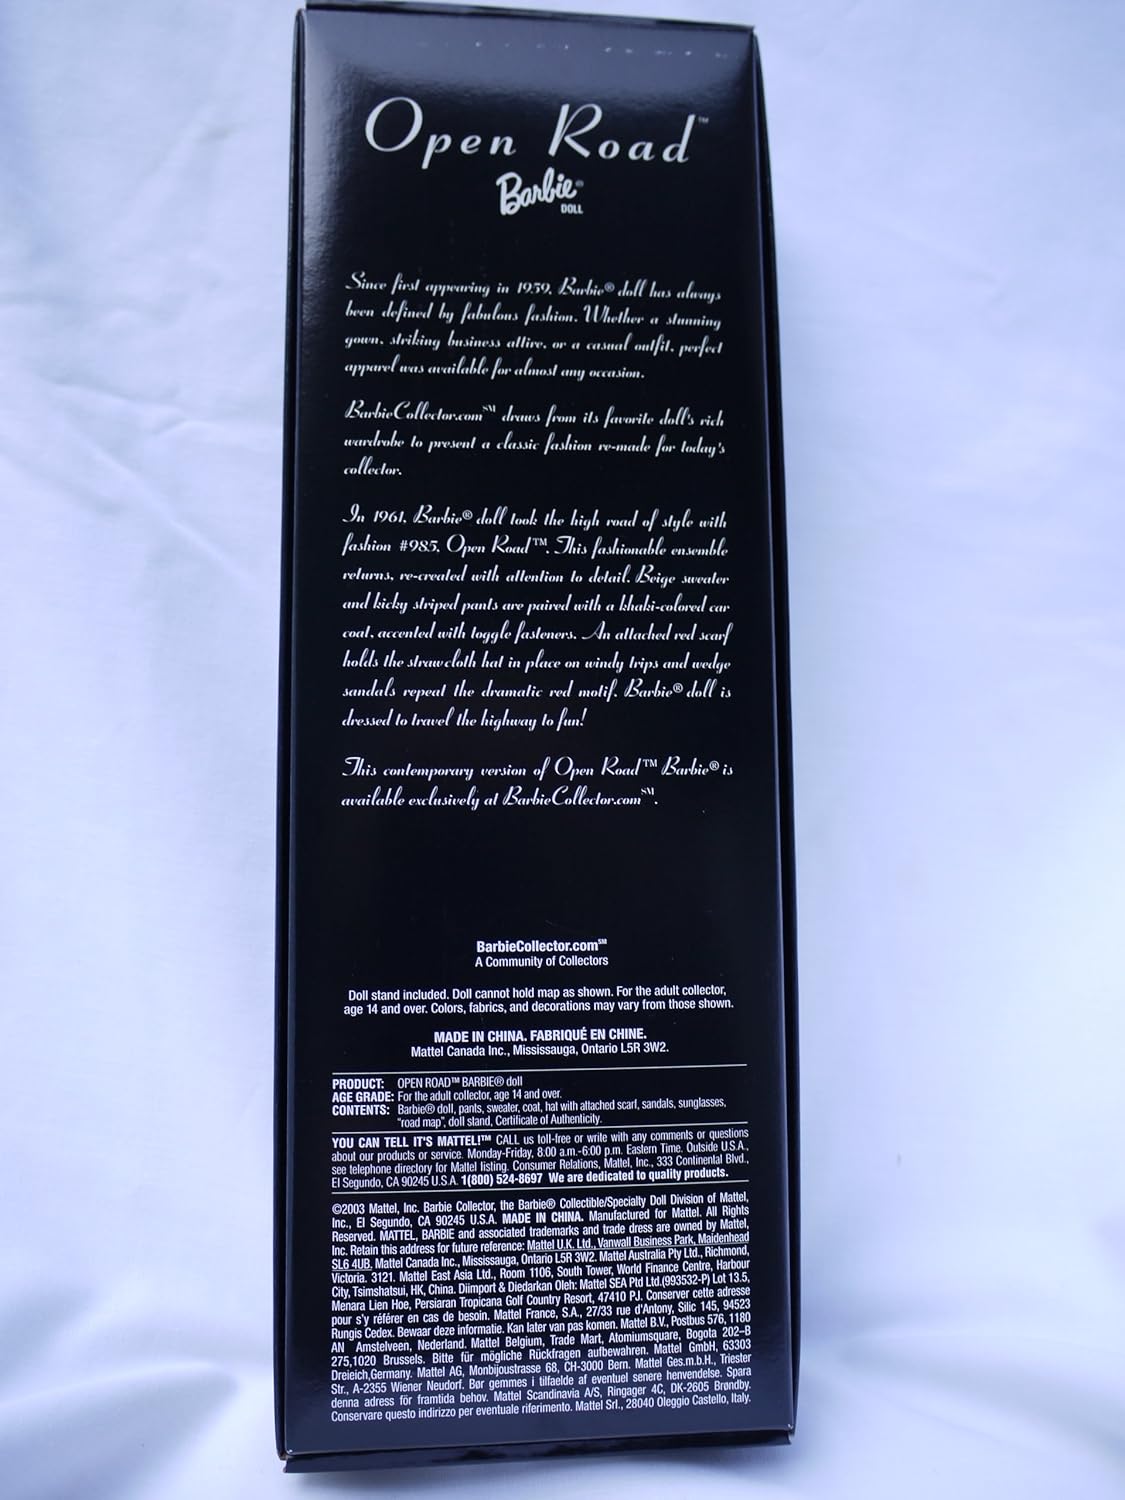 Open Road™
Barbie®
DOLL
Since first appearing in 1959, Barbie® doll has always
been defined by fabulous fashion. Whether a stunning
gown, striking business attire, or a casual outfit, perfect
apparel was available for almost any occasion.
BarbieCollector.com℠ draws from its favorite doll's rich
wardrobe to present a classic fashion re-made for today's
collector.
In 1961, Barbie® doll took the high road of style with
fashion #985, Open Road™. This fashionable ensemble
returns, re-created with attention to detail. Beige sweater
and kicky striped pants are paired with a khaki-colored car
coat, accented with toggle fasteners. An attached red scarf
holds the strawcloth hat in place on windy trips and wedge
sandals repeat the dramatic red motif. Barbie® doll is
dressed to travel the highway to fun!
This contemporary version of Open Road™ Barbie® is
available exclusively at BarbieCollector.com℠.
BarbieCollector.com℠
A Community of Collectors
Doll stand included. Doll cannot hold map as shown. For the adult collector,
age 14 and over. Colors, fabrics, and decorations may vary from those shown.
MADE IN CHINA. FABRIQUÉ EN CHINE.
Mattel Canada Inc., Mississauga, Ontario L5R 3W2.
PRODUCT: OPEN ROAD™ BARBIE® doll
AGE GRADE: For the adult collector, age 14 and over.
CONTENTS: Barbie® doll, pants, sweater, coat, hat with attached scarf, sandals, sunglasses,
"road map", doll stand, Certificate of Authenticity.
YOU CAN TELL IT'S MATTEL!™ CALL us toll-free or write with any comments or questions
about our products or service. Monday-Friday, 8:00 a.m.-6:00 p.m. Eastern Time. Outside U.S.A.,
see telephone directory for Mattel listing. Consumer Relations, Mattel, Inc., 333 Continental Blvd.,
El Segundo, CA 90245 U.S.A. 1(800) 524-8697 We are dedicated to quality products.
©2003 Mattel, Inc. Barbie Collector, the Barbie® Collectible/Specialty Doll Division of Mattel,
Inc., El Segundo, CA 90245 U.S.A. MADE IN CHINA. Manufactured for Mattel. All Rights
Reserved. MATTEL, BARBIE and associated trademarks and trade dress are owned by Mattel,
Inc. Retain this address for future reference: Mattel U.K. Ltd., Vanwall Business Park, Maidenhead
SL6 4UB. Mattel Canada Inc., Mississauga, Ontario L5R 3W2. Mattel Australia Pty Ltd., Richmond,
Victoria. 3121. Mattel East Asia Ltd., Room 1106, South Tower, World Finance Centre, Harbour
City, Tsimshatsui, HK, China. Diimport & Diedarkan Oleh: Mattel SEA Ptd Ltd.(993532-P) Lot 13.5,
Menara Lien Hoe, Persiaran Tropicana Golf Country Resort, 47410 PJ. Conserver cette adresse
pour s'y référer en cas de besoin. Mattel France, S.A., 27/33 rue d'Antony, Silic 145, 94523
Rungis Cedex. Bewaar deze informatie. Kan later van pas komen. Mattel B.V., Postbus 576, 1180
AN Amstelveen, Nederland. Mattel Belgium, Trade Mart, Atomiumsquare, Bogota 202-B
275,1020 Brussels. Bitte für mögliche Rückfragen aufbewahren. Mattel GmbH, 63303
Dreieich,Germany. Mattel AG, Monbijoustrasse 68, CH-3000 Bern. Mattel Ges.m.b.H., Triester
Str., A-2355 Wiener Neudorf. Bør gemmes i tilfaelde af eventuel senere henvendelse. Spara
denna adress för framtida behov. Mattel Scandinavia A/S, Ringager 4C, DK-2605 Brøndby.
Conservare questo indirizzo per eventuale riferimento. Mattel Srl., 28040 Oleggio Castello, Italy.